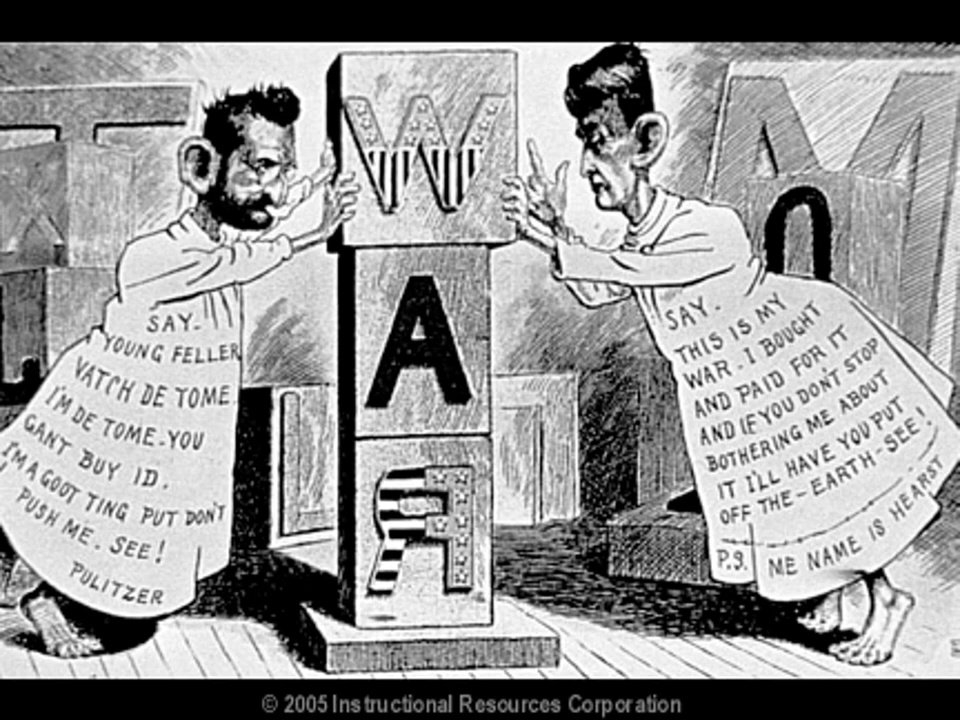 W
A
R
SAY.
YOUNG FELLER
VATCH DE TOME
I'M DE TOME-YOU
GANT BUY ID.
I'M A GOOT TING PUT DON'T
PUSH ME. SEE!
PULITZER
SAY.
THIS IS MY
WAR. I BOUGHT
AND PAID FOR IT
AND IF YOU DON'T STOP
BOTHERING ME ABOUT
IT I'LL HAVE YOU PUT
OFF THE-EARTH-SEE!
P.S. ME NAME IS HEARST
© 2005 Instructional Resources Corporation